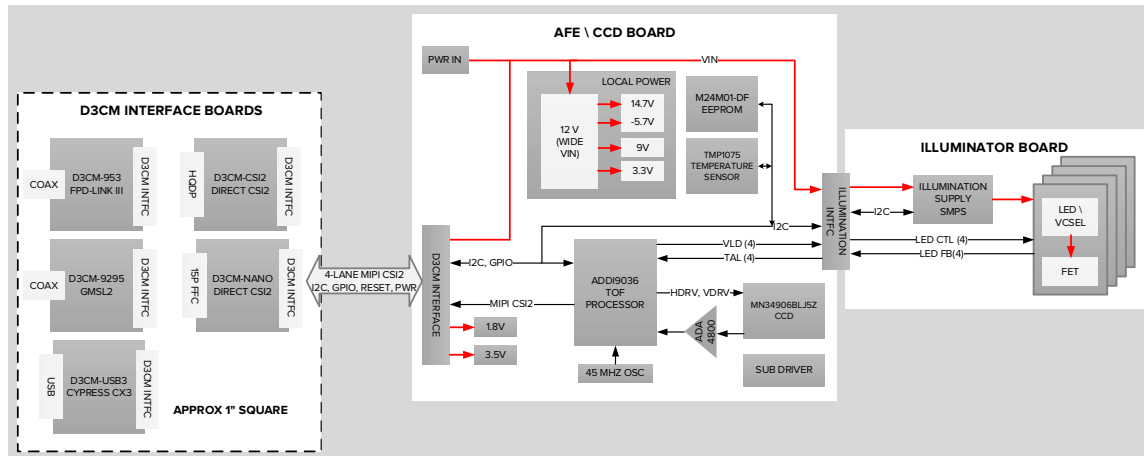 AFE \ CCD BOARD
PWR IN
VIN
LOCAL POWER
12 V
(WIDE
VIN)
14.7V
-5.7V
9V
3.3V
M24M01-DF
EEPROM
TMP1075
TEMPERATURE
SENSOR
D3CM INTERFACE BOARDS
COAX
D3CM-953
FPD-LINK III
D3CM INTFC
HQDP
D3CM-CSI2
DIRECT CSI2
D3CM INTFC
COAX
D3CM-9295
GMSL2
D3CM INTFC
15P FFC
D3CM-NANO
DIRECT CSI2
D3CM INTFC
USB
D3CM-USB3
CYPRESS CX3
D3CM INTFC
APPROX 1" SQUARE
4-LANE MIPI CSI2
I2C, GPIO, RESET, PWR
D3CM INTERFACE
I2C, GPIO
MIPI CSI2
1.8V
3.5V
ADDI9036
TOF
PROCESSOR
45 MHZ OSC
I2C
VLD (4)
TAL (4)
HDRV, VDRV
ADA
4800
MN34906BLJ5Z
CCD
SUB DRIVER
ILLUMINATION
INTFC
ILLUMINATOR BOARD
I2C
ILLUMINATION
SUPPLY
SMPS
LED CTL (4)
LED FB(4)
LED \
VCSEL
FET